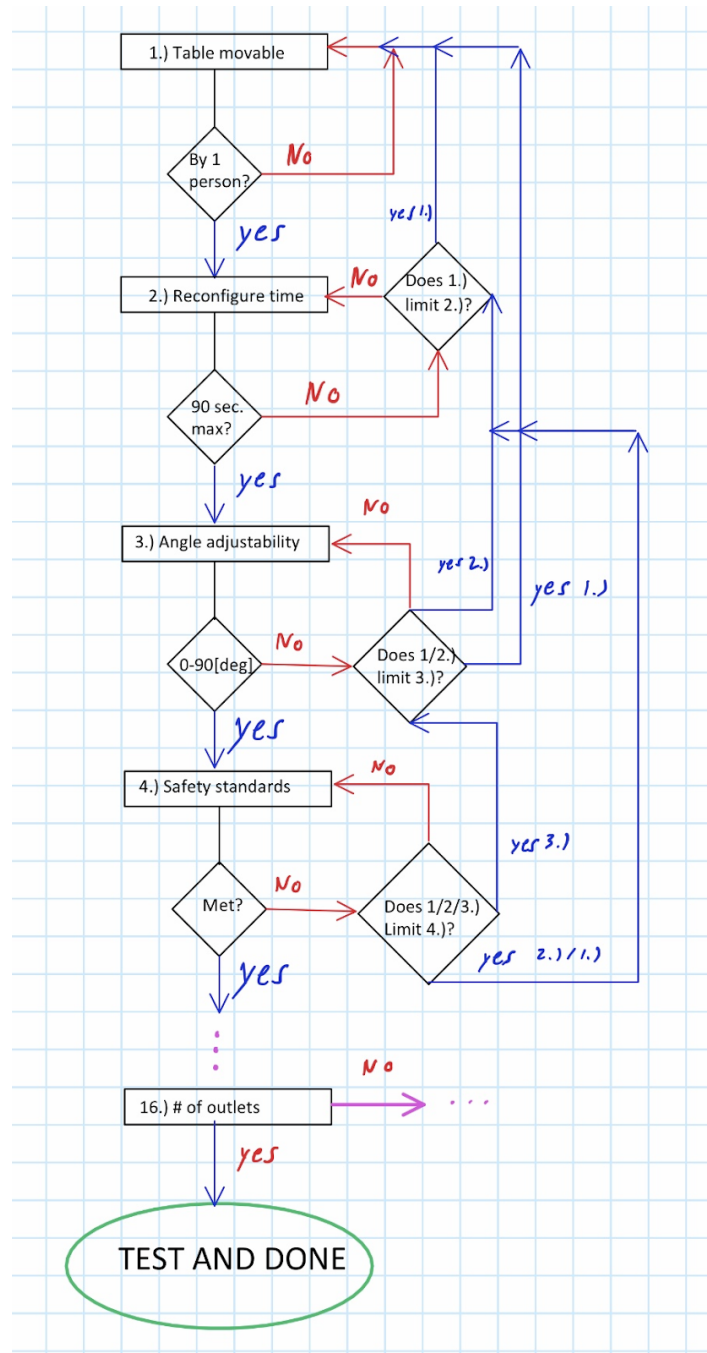 1.) Table movable
By 1
person?
No
yes
yes 1.)
2.) Reconfigure time
No
Does 1.)
limit 2.)?
90 sec.
max?
No
yes
3.) Angle adjustability
No
yes 2.)
yes 1.)
0-90[deg]
No
Does 1/2.)
limit 3.)?
yes
4.) Safety standards
No
yes 3.)
Met?
No
Does 1/2/3.)
Limit 4.)?
yes 2.)/1.)
yes
16.) # of outlets
No
...
yes
TEST AND DONE